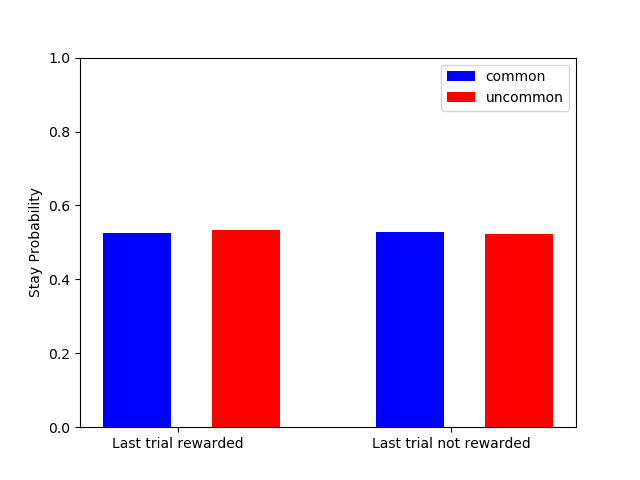 common
uncommon
1.0
0.8
0.6
0.4
0.2
0.0
Stay Probability
Last trial rewarded
Last trial not rewarded